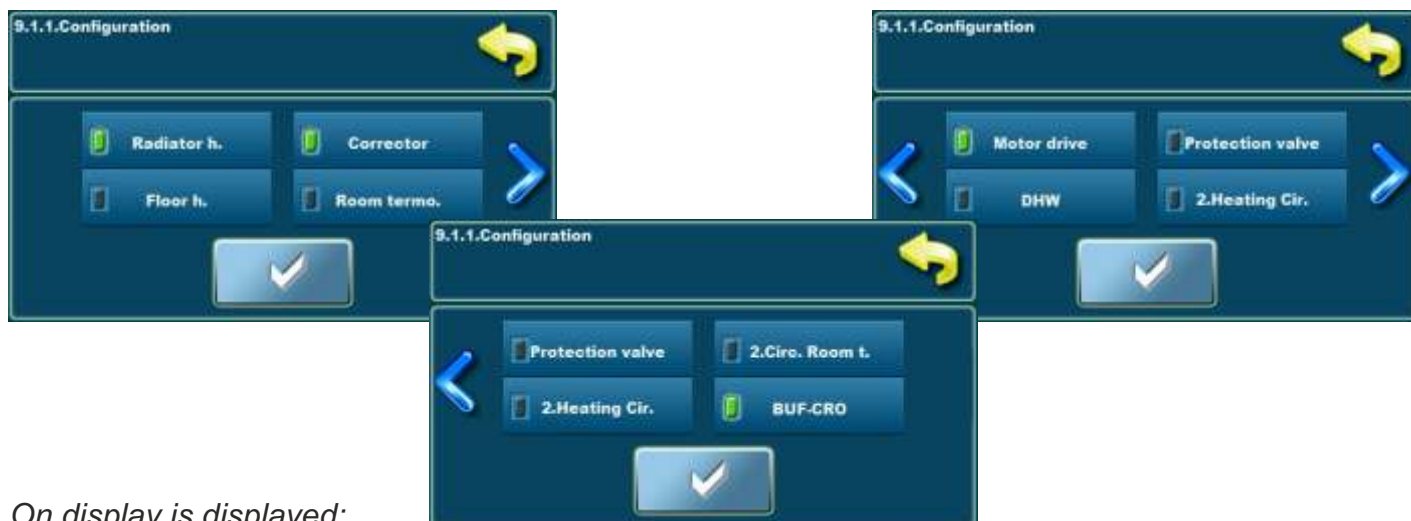 9.1.1.Configuration
Radiator h.
Corrector
Floor h.
Room termo.
9.1.1.Configuration
Motor drive
Protection valve
DHW
2.Heating Cir.
9.1.1.Configuration
Protection valve
2.Circ. Room t.
2.Heating Cir.
BUF-CRO
On display is displayed: